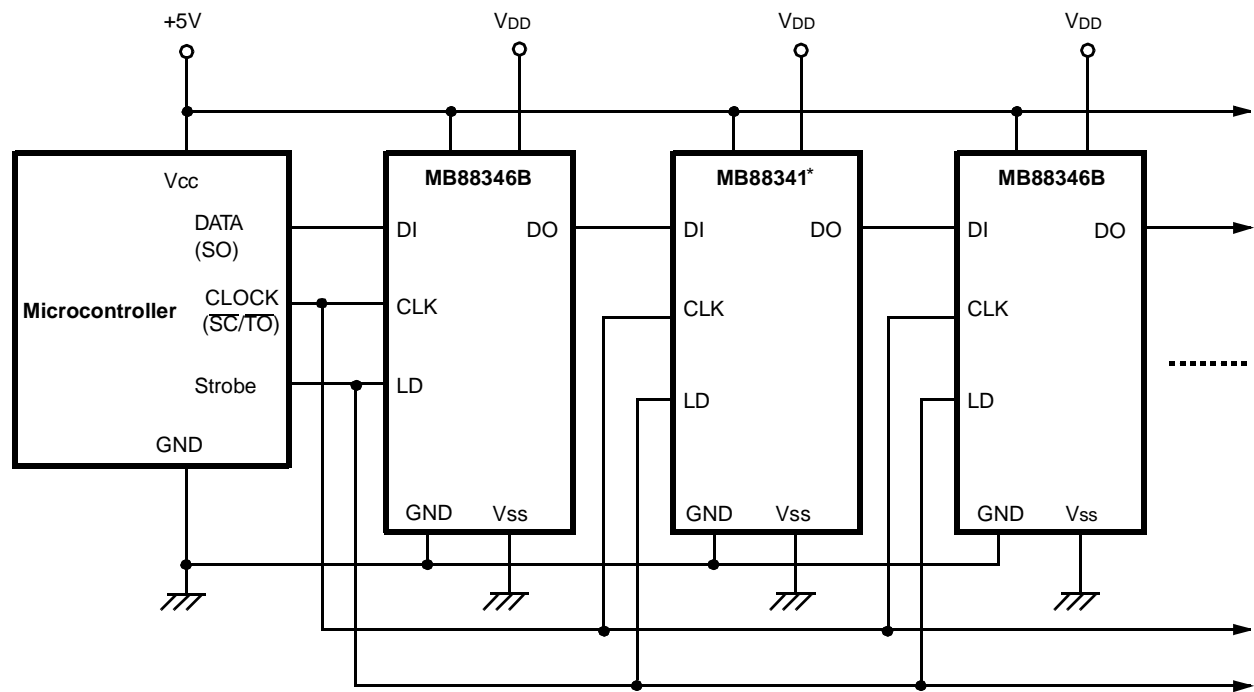 +5V
VDD
VDD
VDD
Vcc
DATA
(SO)
Microcontroller
CLOCK
(SC/TO)
Strobe
GND
MB88346B
DI
DO
CLK
LD
GND
Vss
MB88341*
DI
DO
CLK
LD
GND
Vss
MB88346B
DI
DO
CLK
LD
GND
Vss